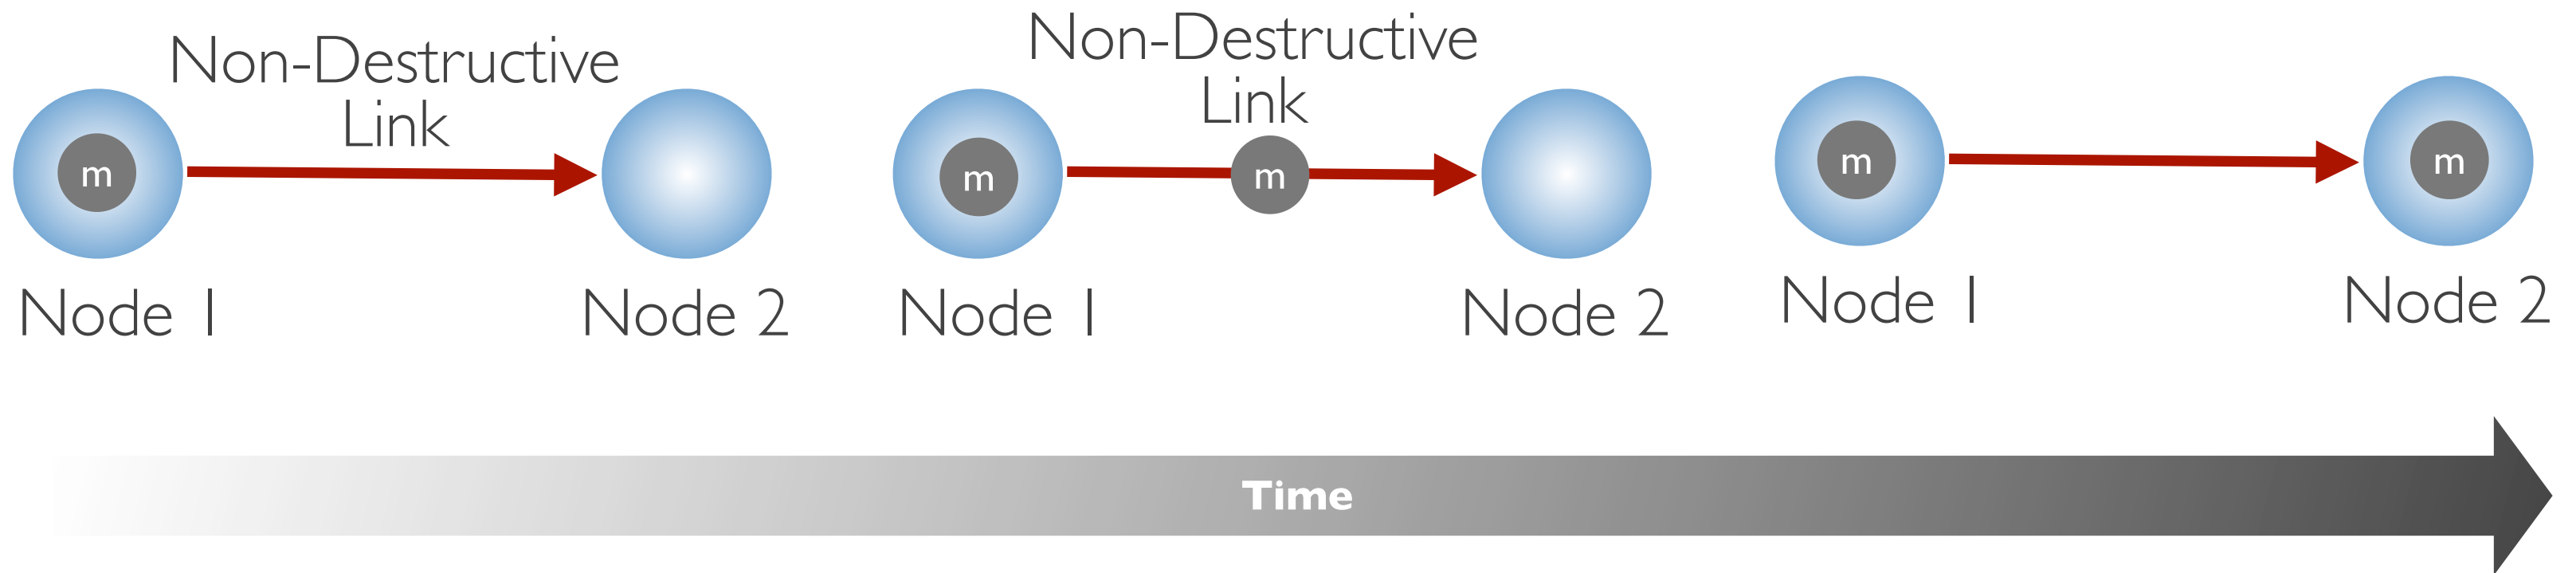 Non-Destructive
Link
m
Node 1
Node 2
Non-Destructive
Link
m
m
Node 1
Node 2
m
m
Node 1
Node 2
Time